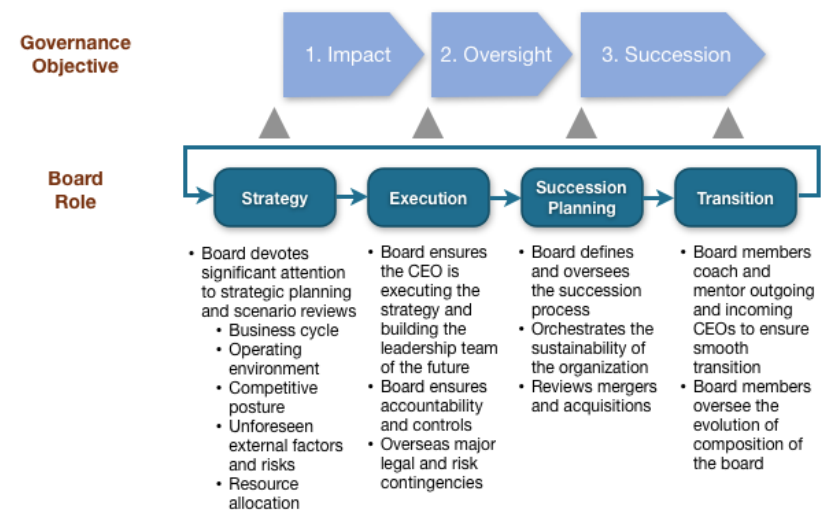 Governance
Objective
1. Impact
2. Oversight
3. Succession
Board
Role
Strategy
Execution
Succession
Planning
Transition
• Board devotes
significant attention
to strategic planning
and scenario reviews
• Business cycle
• Operating
environment
• Competitive
posture
• Unforeseen
external factors
and risks
• Resource
allocation
• Board ensures
the CEO is
executing the
strategy and
building the
leadership team
of the future
• Board ensures
accountability
and controls
• Overseas major
legal and risk
contingencies
• Board defines
and oversees
the succession
process
• Orchestrates the
sustainability of
the organization
• Reviews mergers
and acquisitions
• Board members
coach and
mentor outgoing
and incoming
CEOs to ensure
smooth
transition
• Board members
oversee the
evolution of
composition of
the board